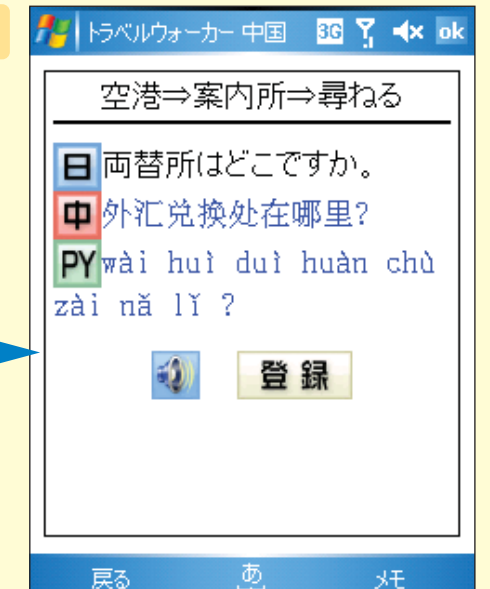 トラベルウォーカー 中国 3G ok
空港⇒案内所⇒尋ねる
日 両替所はどこですか。
中 外汇兑换处在哪里?
PY wài huì duì huàn chù
zài nǎ lǐ ?
登録
戻る あ メモ